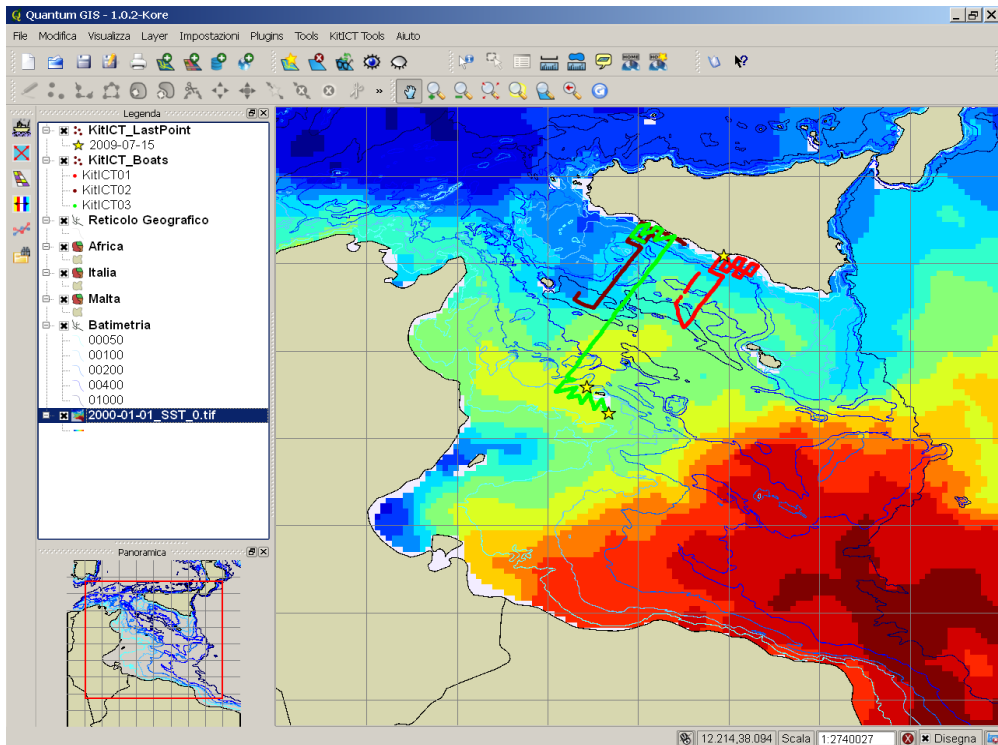 Quantum GIS - 1.0.2-Kore
File Modifica Visualizza Layer Impostazioni Plugins Tools KitICT Tools Aiuto
»
Legenda
KitICT_LastPoint
2009-07-15
KitICT_Boats
KitICT01
KitICT02
KitICT03
Reticolo Geografico
Africa
Italia
Malta
Batimetria
00050
00100
00200
00400
01000
2000-01-01_SST_0.tif
Panoramica
12.214,38.094 Scala 1:2740027 Disegna